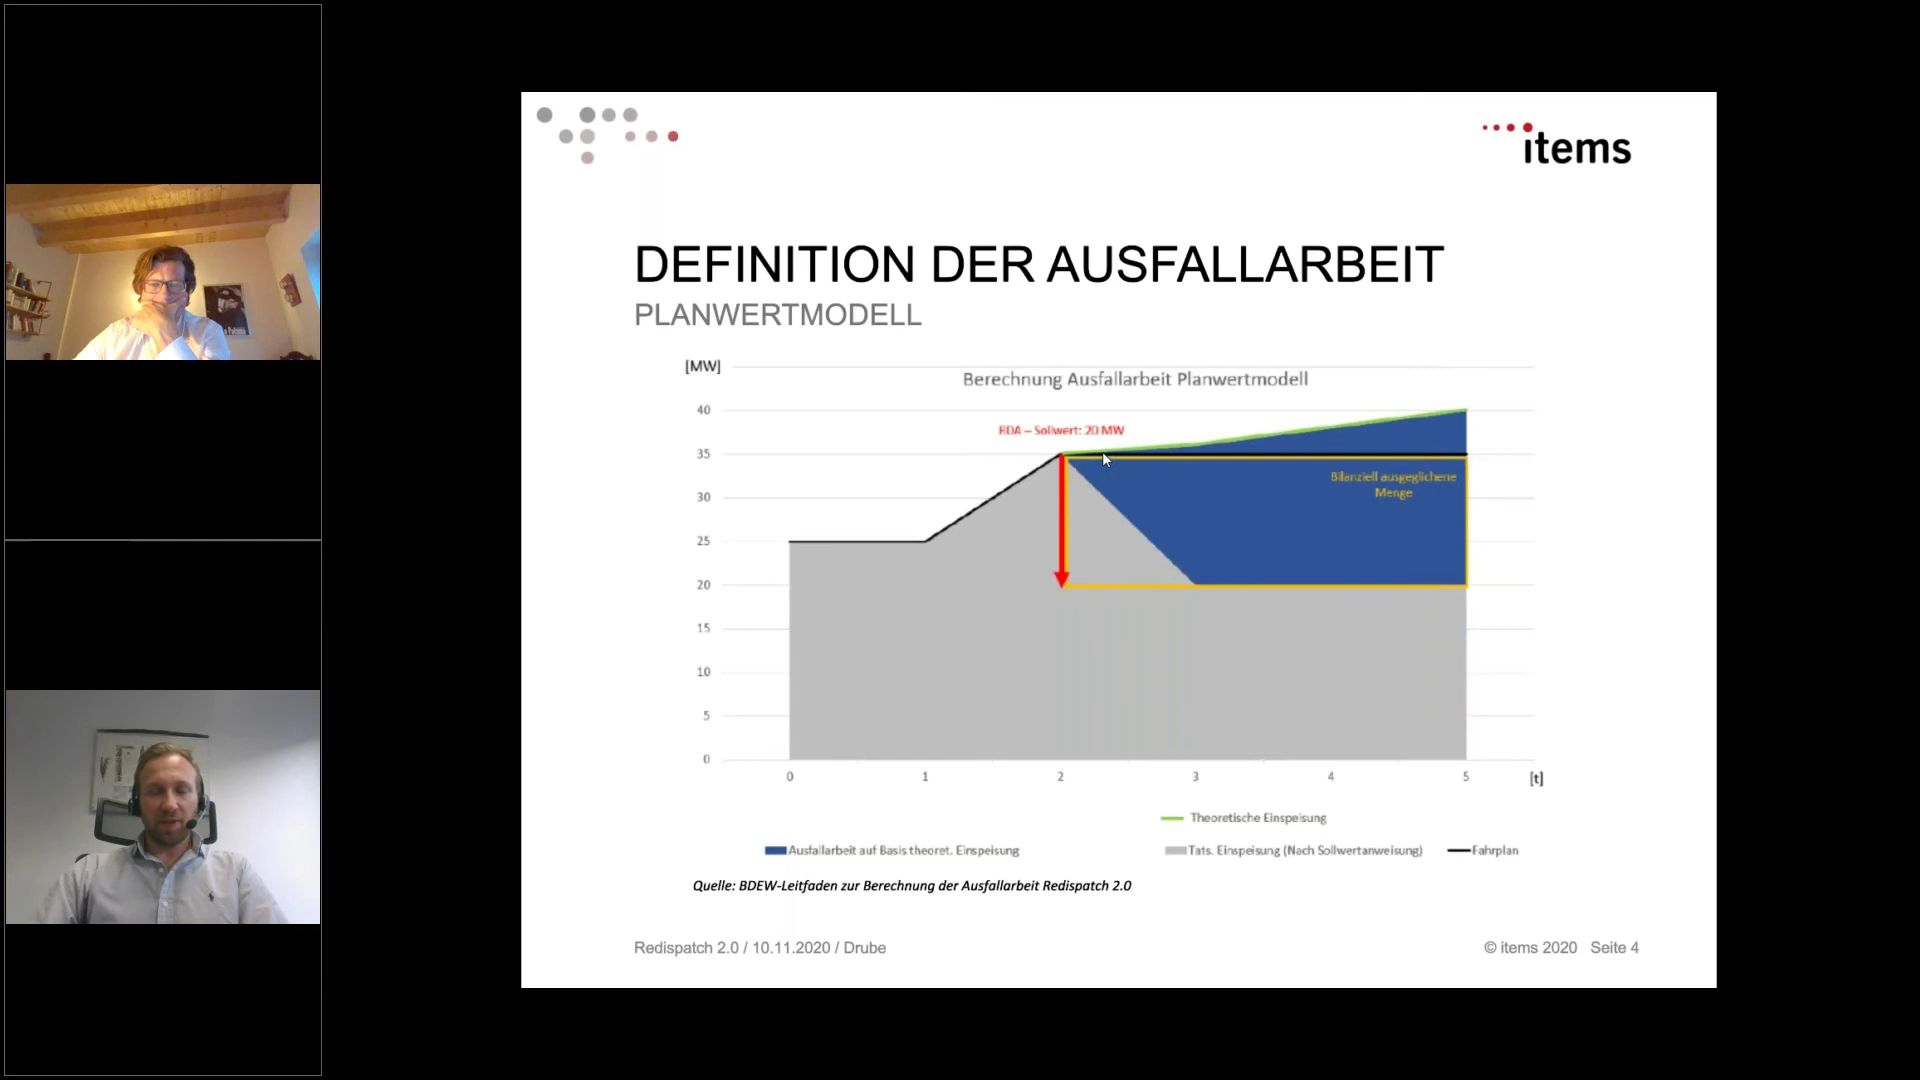 items
DEFINITION DER AUSFALLARBEIT
PLANWERTMODELL
[MW]
Berechnung Ausfallarbeit Planwertmodell
40
RDA – Sollwert: 20 MW
35
Bilanziell ausgeglichene
Menge
30
25
20
15
10
5
0
0 1 2 3 4 5 [t]
Theoretische Einspeisung
Ausfallarbeit auf Basis theoret. Einspeisung
Tats. Einspeisung (Nach Sollwertanweisung)
Fahrplan
Quelle: BDEW-Leitfaden zur Berechnung der Ausfallarbeit Redispatch 2.0
Redispatch 2.0 / 10.11.2020 / Drube
© items 2020 Seite 4